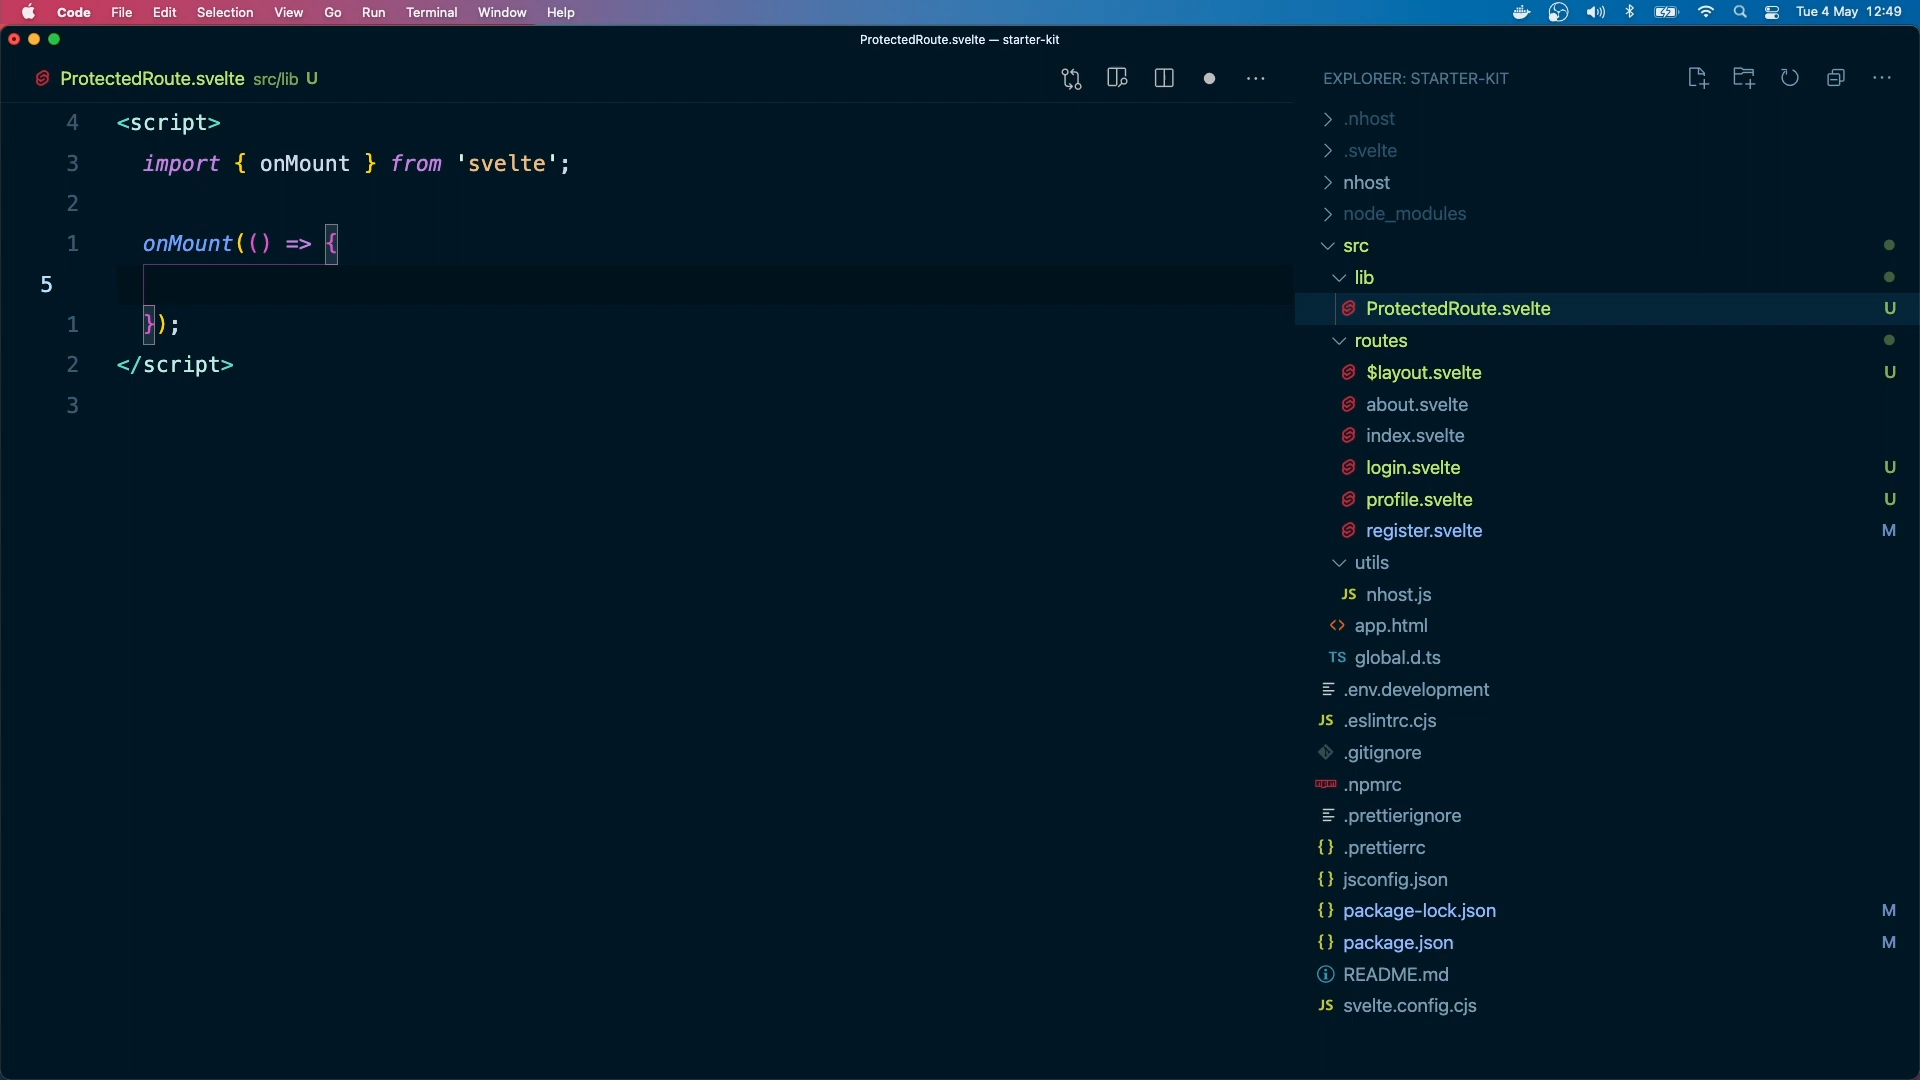 Code File Edit Selection View Go Run Terminal Window Help Tue 4 May 12:49
ProtectedRoute.svelte — starter-kit
ProtectedRoute.svelte src/lib U
4 <script>
3 import { onMount } from 'svelte';
2
1 onMount(() => {
5
1 });
2 </script>
3
EXPLORER: STARTER-KIT
.nhost
.svelte
nhost
node_modules
src
lib
ProtectedRoute.svelte U
routes
$layout.svelte U
about.svelte
index.svelte
login.svelte U
profile.svelte U
register.svelte M
utils
JS nhost.js
<> app.html
TS global.d.ts
.env.development
JS .eslintrc.cjs
.gitignore
.npmrc
.prettierignore
{} .prettierrc
{} jsconfig.json
{} package-lock.json M
{} package.json M
README.md
JS svelte.config.cjs